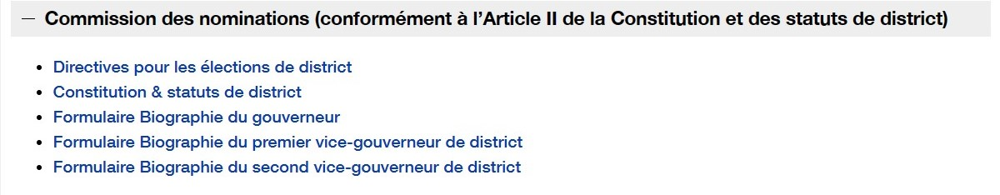 — Commission des nominations (conformément à l’Article II de la Constitution et des statuts de district)
• Directives pour les élections de district
• Constitution & statuts de district
• Formulaire Biographie du gouverneur
• Formulaire Biographie du premier vice-gouverneur de district
• Formulaire Biographie du second vice-gouverneur de district